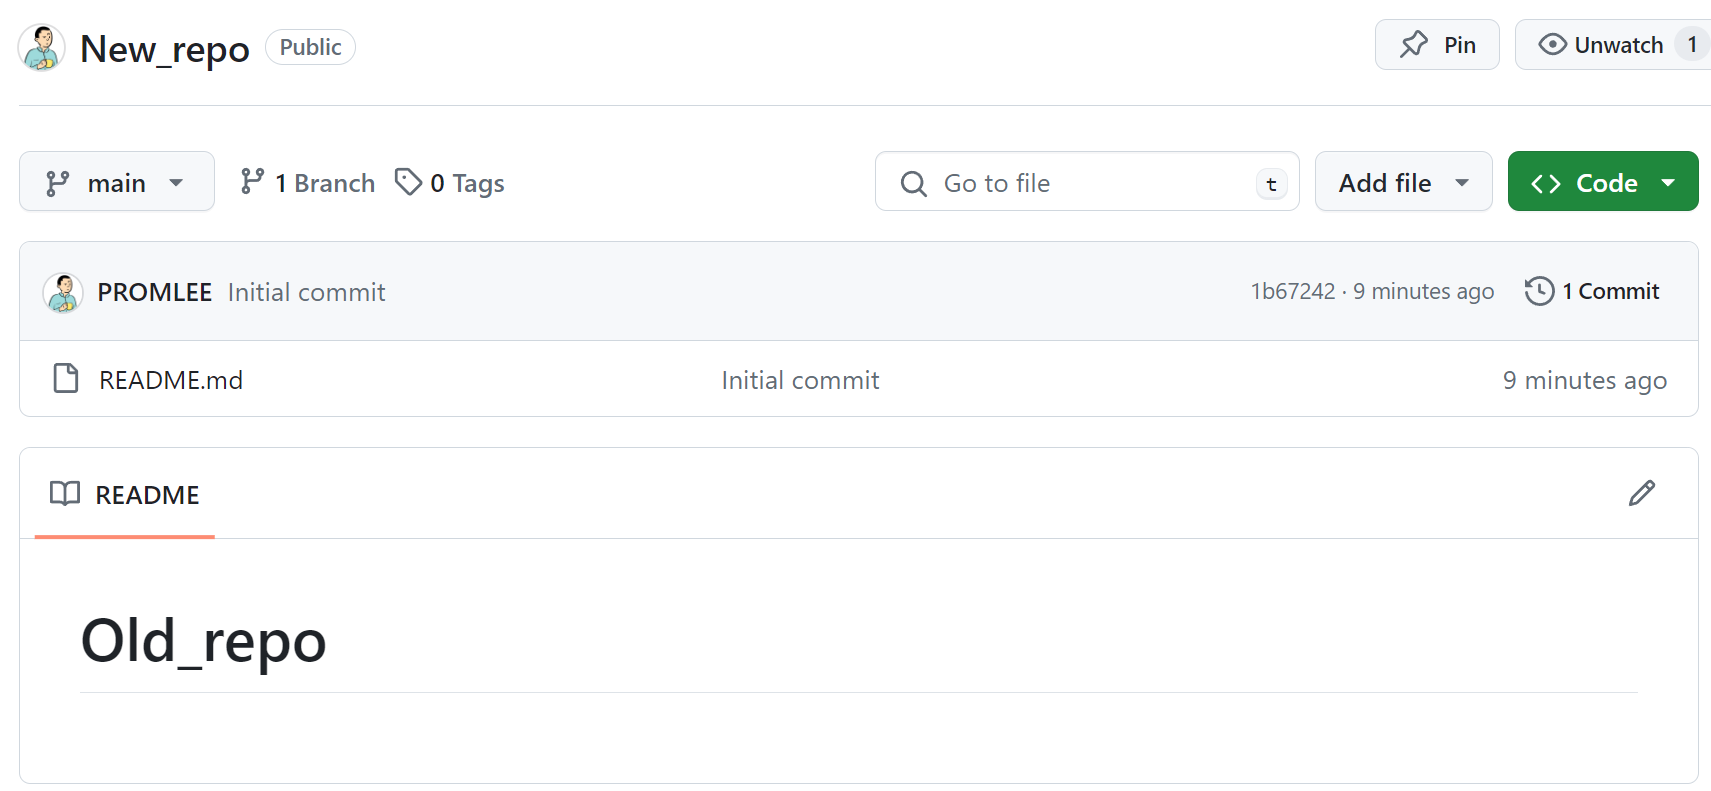 New_repo Public Pin Unwatch 1
main 1 Branch 0 Tags Go to file t Add file Code
PROMLEE Initial commit 1b67242 · 9 minutes ago 1 Commit
README.md Initial commit 9 minutes ago
README
Old_repo